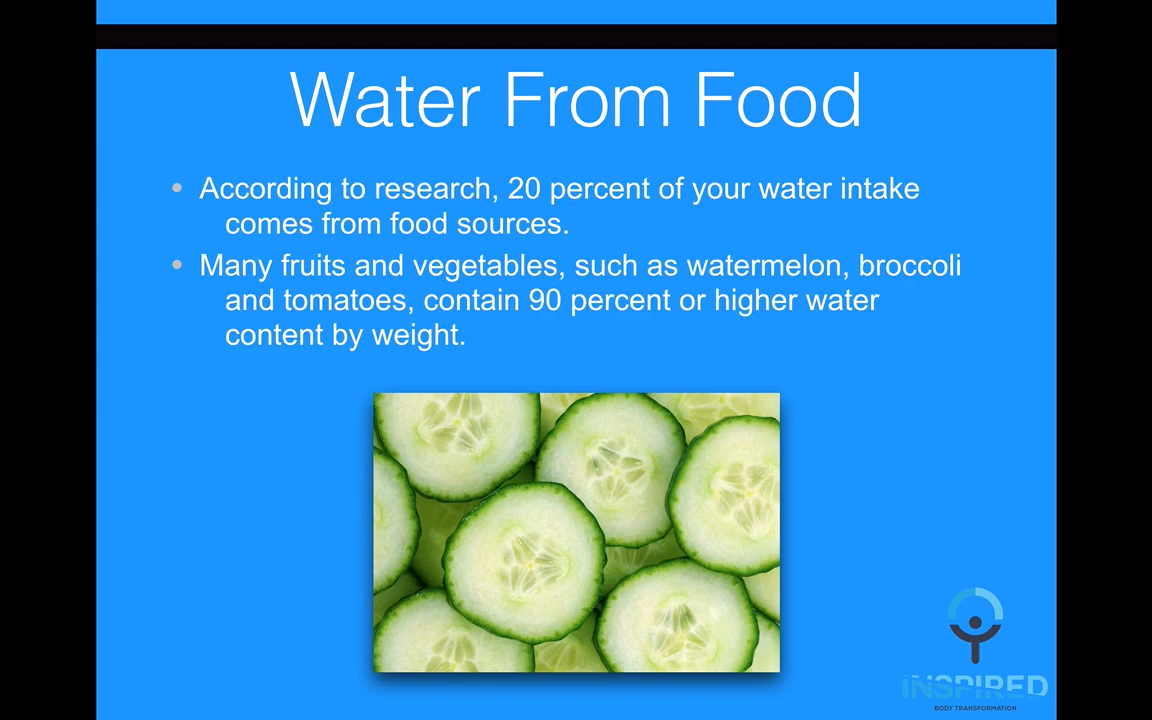 Water From Food
• According to research, 20 percent of your water intake
comes from food sources.
• Many fruits and vegetables, such as watermelon, broccoli
and tomatoes, contain 90 percent or higher water
content by weight.
INSPIRED
BODY TRANSFORMATION